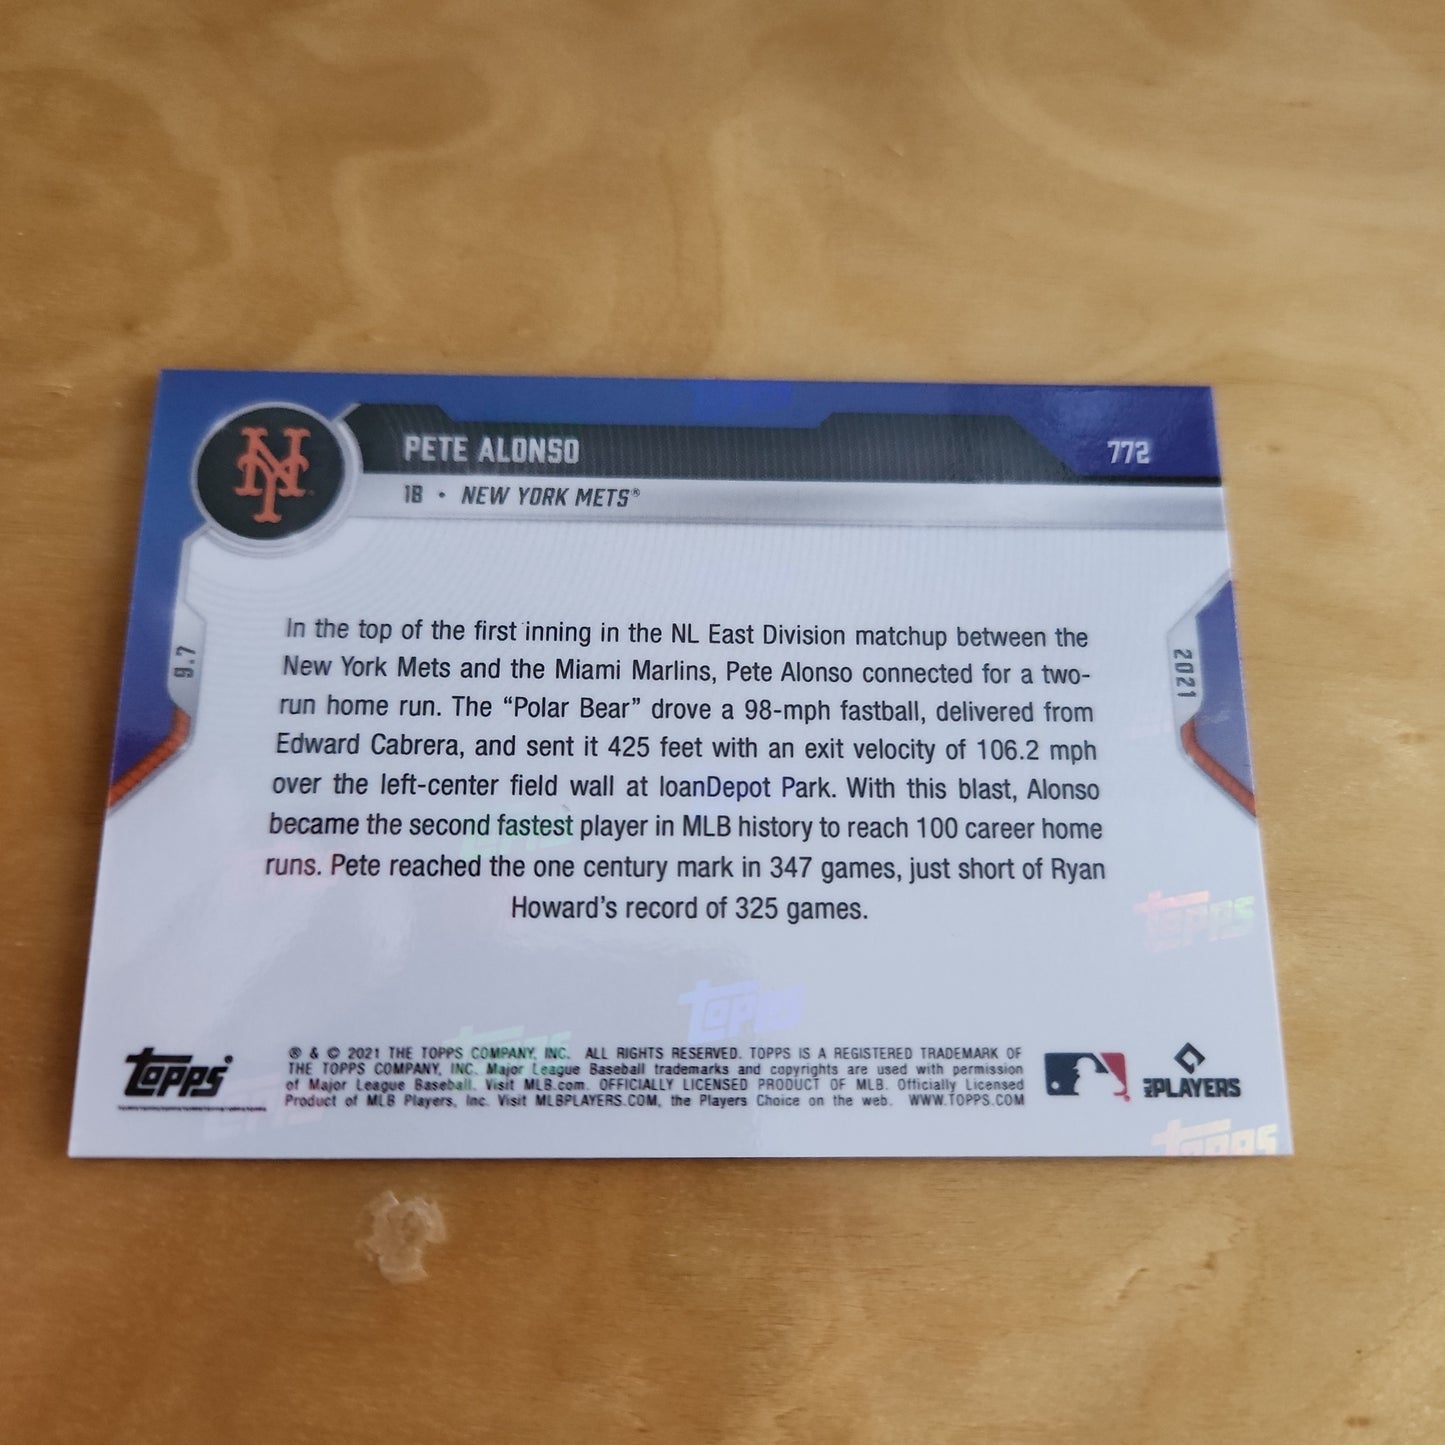 NY
PETE ALONSO
772
1B • NEW YORK METS®
9.7
2021
In the top of the first inning in the NL East Division matchup between the
New York Mets and the Miami Marlins, Pete Alonso connected for a two-
run home run. The “Polar Bear” drove a 98-mph fastball, delivered from
Edward Cabrera, and sent it 425 feet with an exit velocity of 106.2 mph
over the left-center field wall at loanDepot Park. With this blast, Alonso
became the second fastest player in MLB history to reach 100 career home
runs. Pete reached the one century mark in 347 games, just short of Ryan
Howard’s record of 325 games.
Topps
Topps
Topps
Topps
® & © 2021 THE TOPPS COMPANY, INC. ALL RIGHTS RESERVED. TOPPS IS A REGISTERED TRADEMARK OF
THE TOPPS COMPANY, INC. Major League Baseball trademarks and copyrights are used with permission
of Major League Baseball. Visit MLB.com. OFFICIALLY LICENSED PRODUCT OF MLB. Officially Licensed
Product of MLB Players, Inc. Visit MLBPLAYERS.COM, the Players Choice on the web. WWW.TOPPS.COM
PLAYERS
Topps